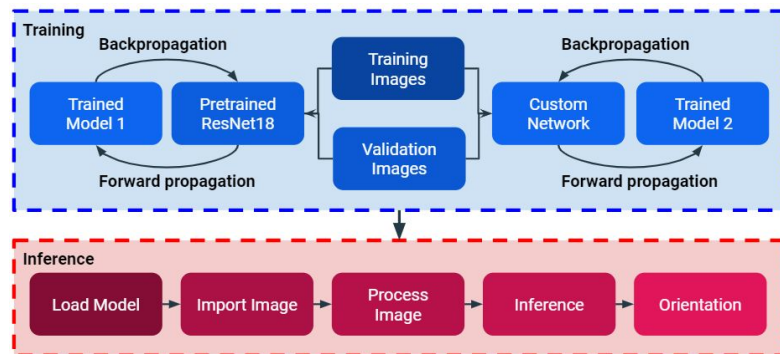 Training
Backpropagation
Backpropagation
Training
Images
Trained
Model 1
Pretrained
ResNet18
Custom
Network
Trained
Model 2
Validation
Images
Forward propagation
Forward propagation
Inference
Load Model
Import Image
Process
Image
Inference
Orientation